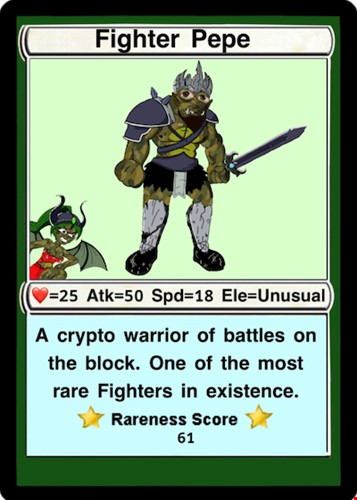 Fighter Pepe
❤️=25 Atk=50 Spd=18 Ele=Unusual
A crypto warrior of battles on
the block. One of the most
rare Fighters in existence.
⭐ Rareness Score ⭐
61